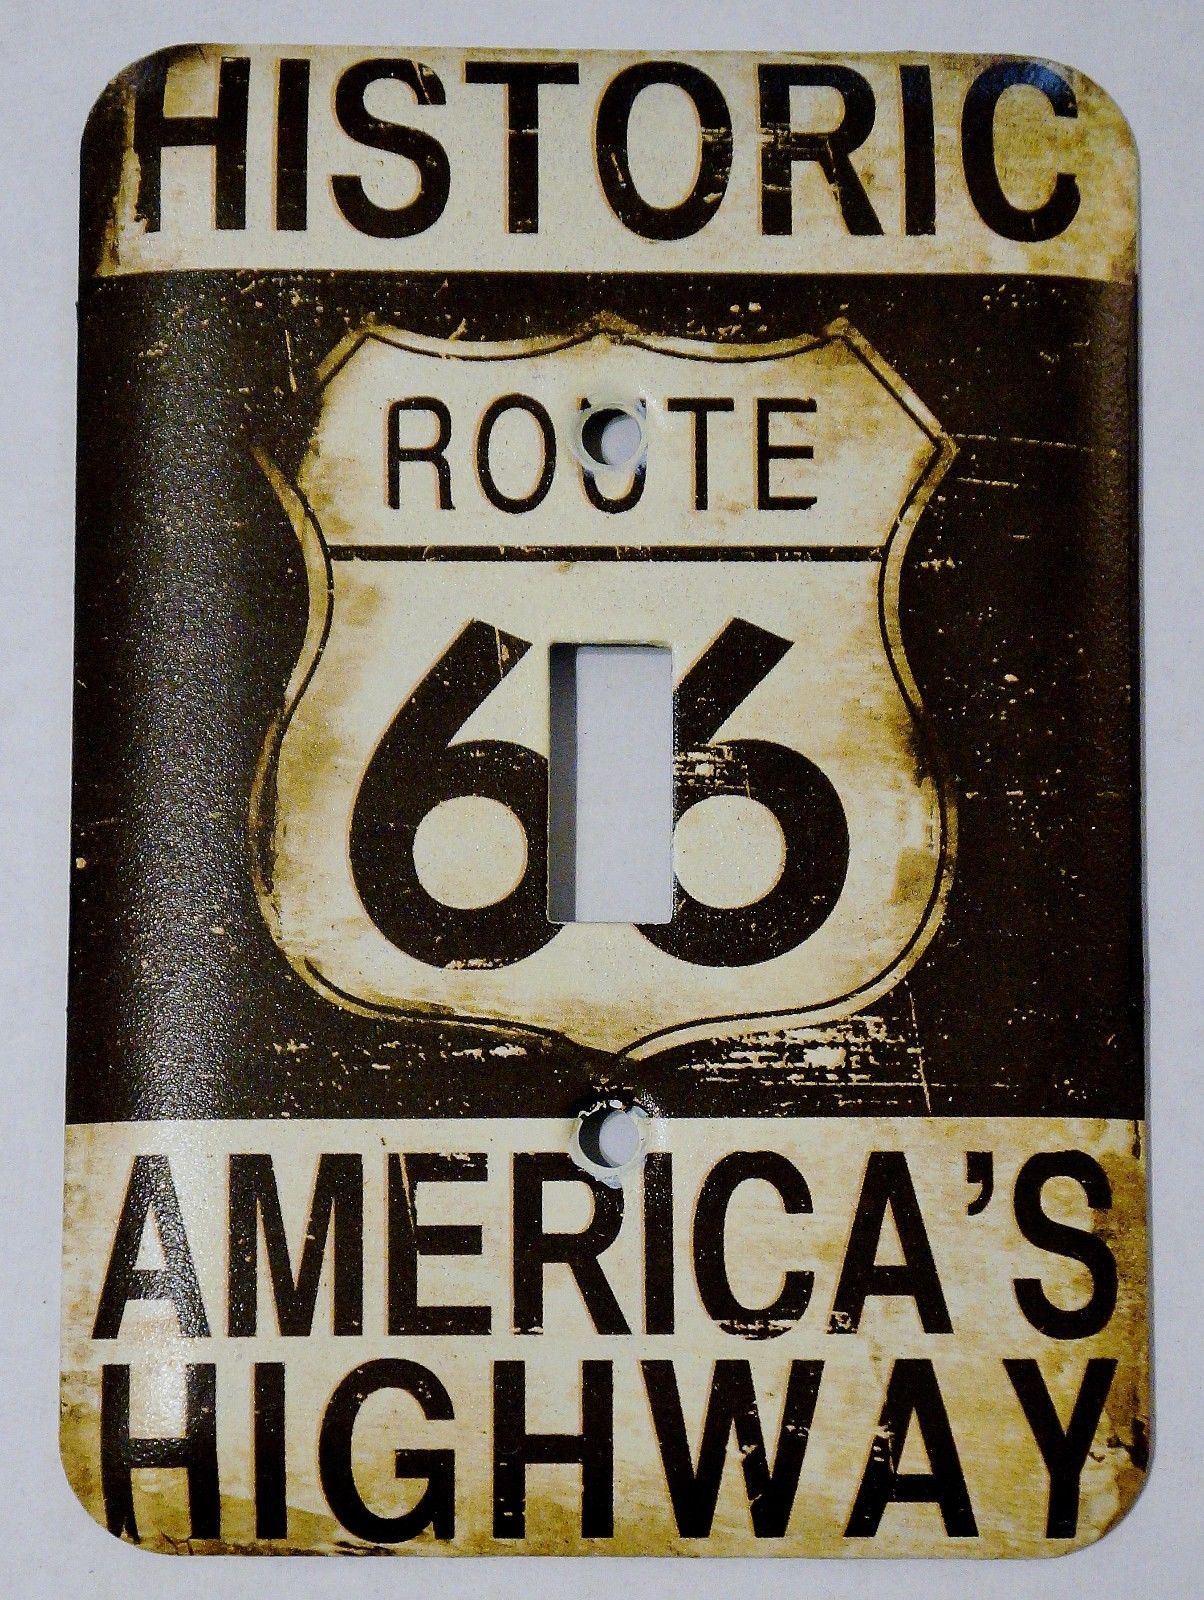 HISTORIC
ROUTE
66
AMERICA'S
HIGHWAY